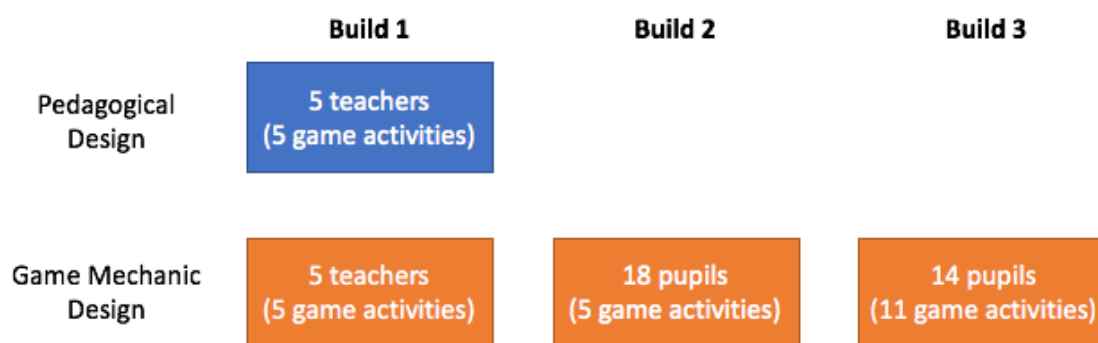 Build 1
Build 2
Build 3
Pedagogical
Design
5 teachers
(5 game activities)
Game Mechanic
Design
5 teachers
(5 game activities)
18 pupils
(5 game activities)
14 pupils
(11 game activities)